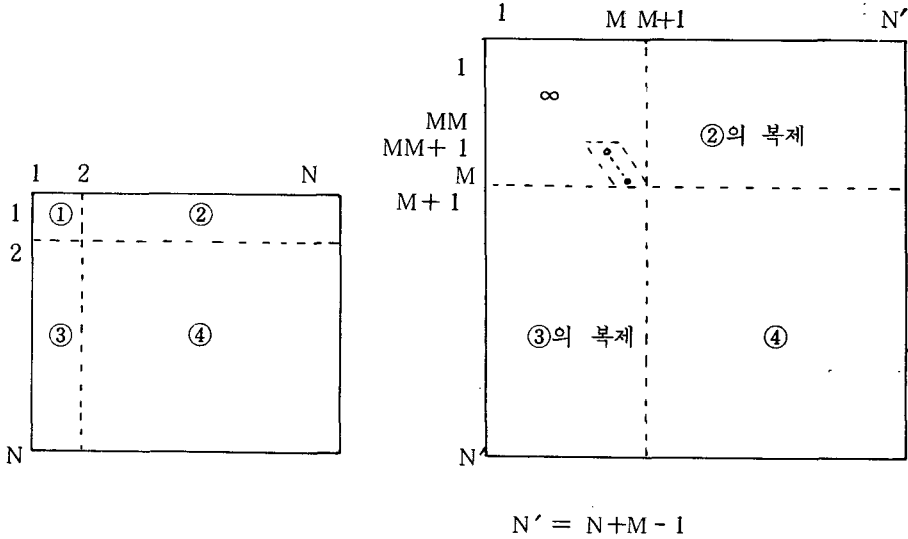 1 2 N
1 ① ②
2
③ ④
N
1 M M+1 N′
1
∞
MM
MM+1
②의 복제
M
M+1
③의 복제 ④
N′
N′ = N+M-1